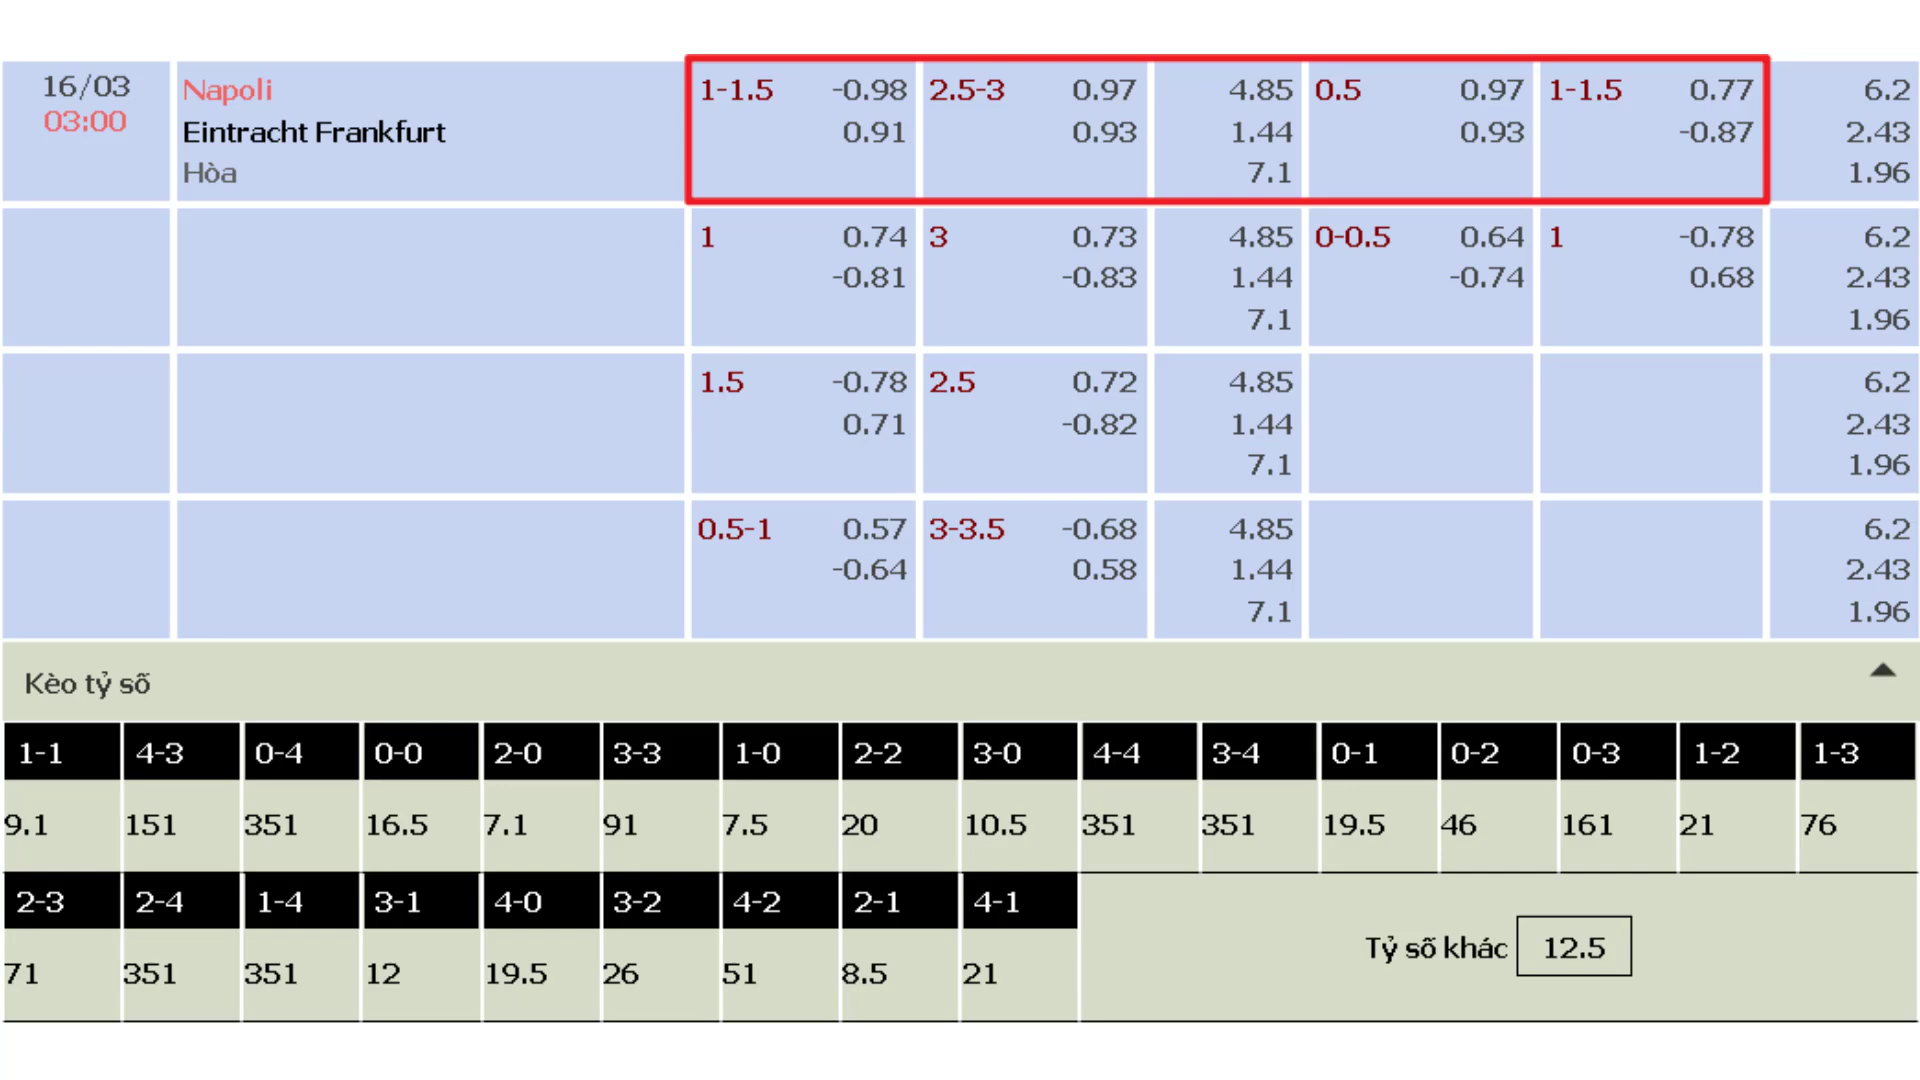 16/03 Napoli 1-1.5 -0.98 2.5-3 0.97 4.85 0.5 0.97 1-1.5 0.77 6.2
03:00 Eintracht Frankfurt 0.91 0.93 1.44 0.93 -0.87 2.43
Hòa 7.1 1.96
1 0.74 3 0.73 4.85 0-0.5 0.64 1 -0.78 6.2
-0.81 -0.83 1.44 -0.74 0.68 2.43
7.1 1.96
1.5 -0.78 2.5 0.72 4.85 6.2
0.71 -0.82 1.44 2.43
7.1 1.96
0.5-1 0.57 3-3.5 -0.68 4.85 6.2
-0.64 0.58 1.44 2.43
7.1 1.96
Kèo tỷ số
1-1 4-3 0-4 0-0 2-0 3-3 1-0 2-2 3-0 4-4 3-4 0-1 0-2 0-3 1-2 1-3
9.1 151 351 16.5 7.1 91 7.5 20 10.5 351 351 19.5 46 161 21 76
2-3 2-4 1-4 3-1 4-0 3-2 4-2 2-1 4-1
Tỷ số khác 12.5
71 351 351 12 19.5 26 51 8.5 21